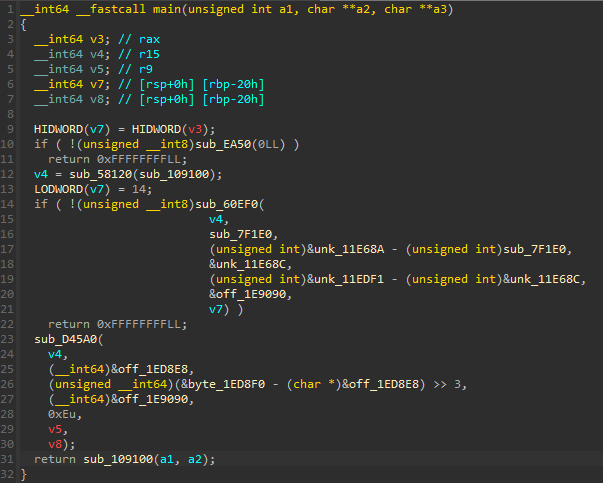 1 __int64 __fastcall main(unsigned int a1, char **a2, char **a3)
2 {
3   __int64 v3; // rax
4   __int64 v4; // r15
5   __int64 v5; // r9
6   __int64 v7; // [rsp+0h] [rbp-20h]
7   __int64 v8; // [rsp+0h] [rbp-20h]
8
9   HIDWORD(v7) = HIDWORD(v3);
10   if ( !(unsigned __int8)sub_EA50(0LL) )
11     return 0xFFFFFFFFLL;
12   v4 = sub_58120(sub_109100);
13   LODWORD(v7) = 14;
14   if ( !(unsigned __int8)sub_60EF0(
15                            v4,
16                            sub_7F1E0,
17                            (unsigned int)&unk_11E68A - (unsigned int)sub_7F1E0,
18                            &unk_11E68C,
19                            (unsigned int)&unk_11EDF1 - (unsigned int)&unk_11E68C,
20                            &off_1E9090,
21                            v7) )
22     return 0xFFFFFFFFLL;
23   sub_D45A0(
24     v4,
25     (__int64)&off_1ED8E8,
26     (unsigned __int64)(&byte_1ED8F0 - (char *)&off_1ED8E8) >> 3,
27     (__int64)&off_1E9090,
28     0xEu,
29     v5,
30     v8);
31   return sub_109100(a1, a2);
32 }